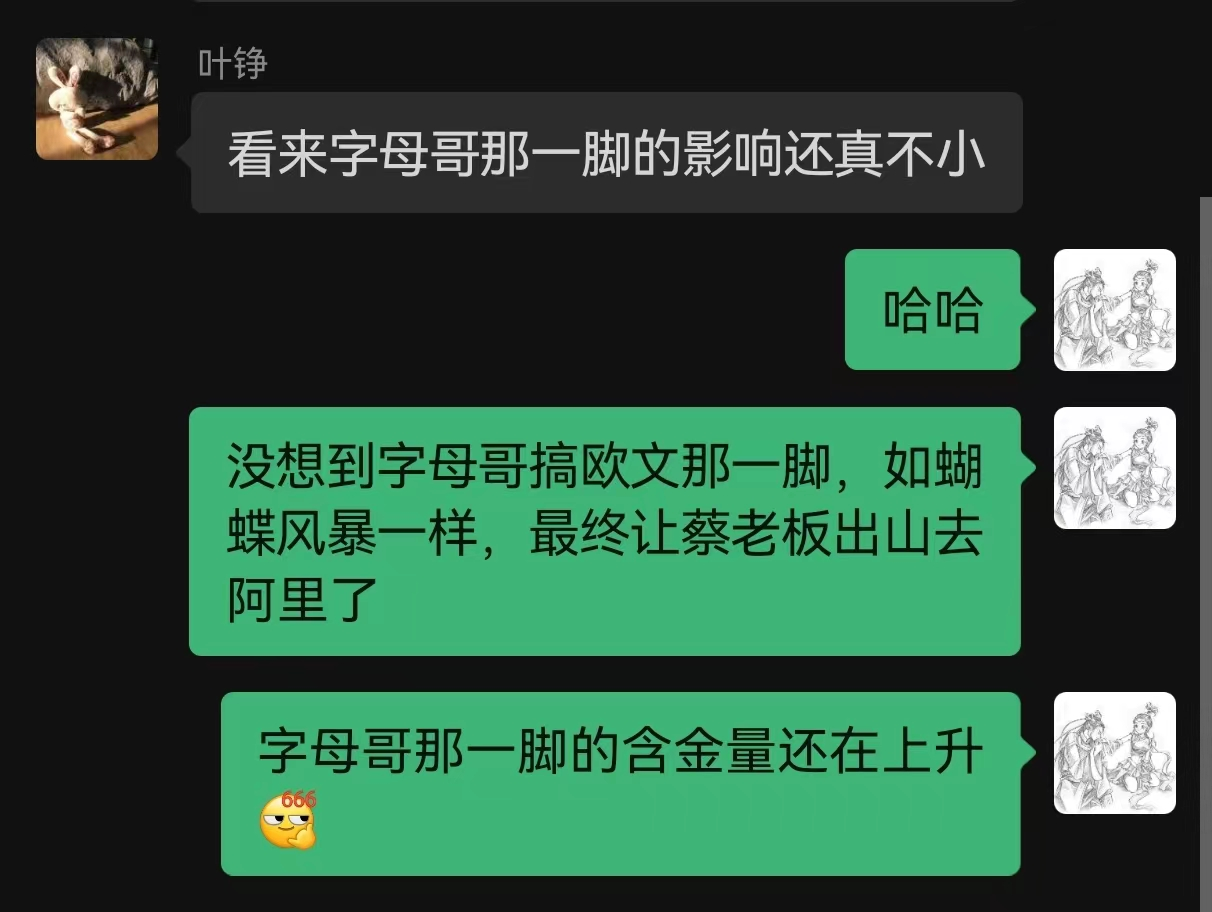 叶铮
看来字母哥那一脚的影响还真不小
哈哈
没想到字母哥搞欧文那一脚，如蝴
蝶风暴一样，最终让蔡老板出山去
阿里了
字母哥那一脚的含金量还在上升
666